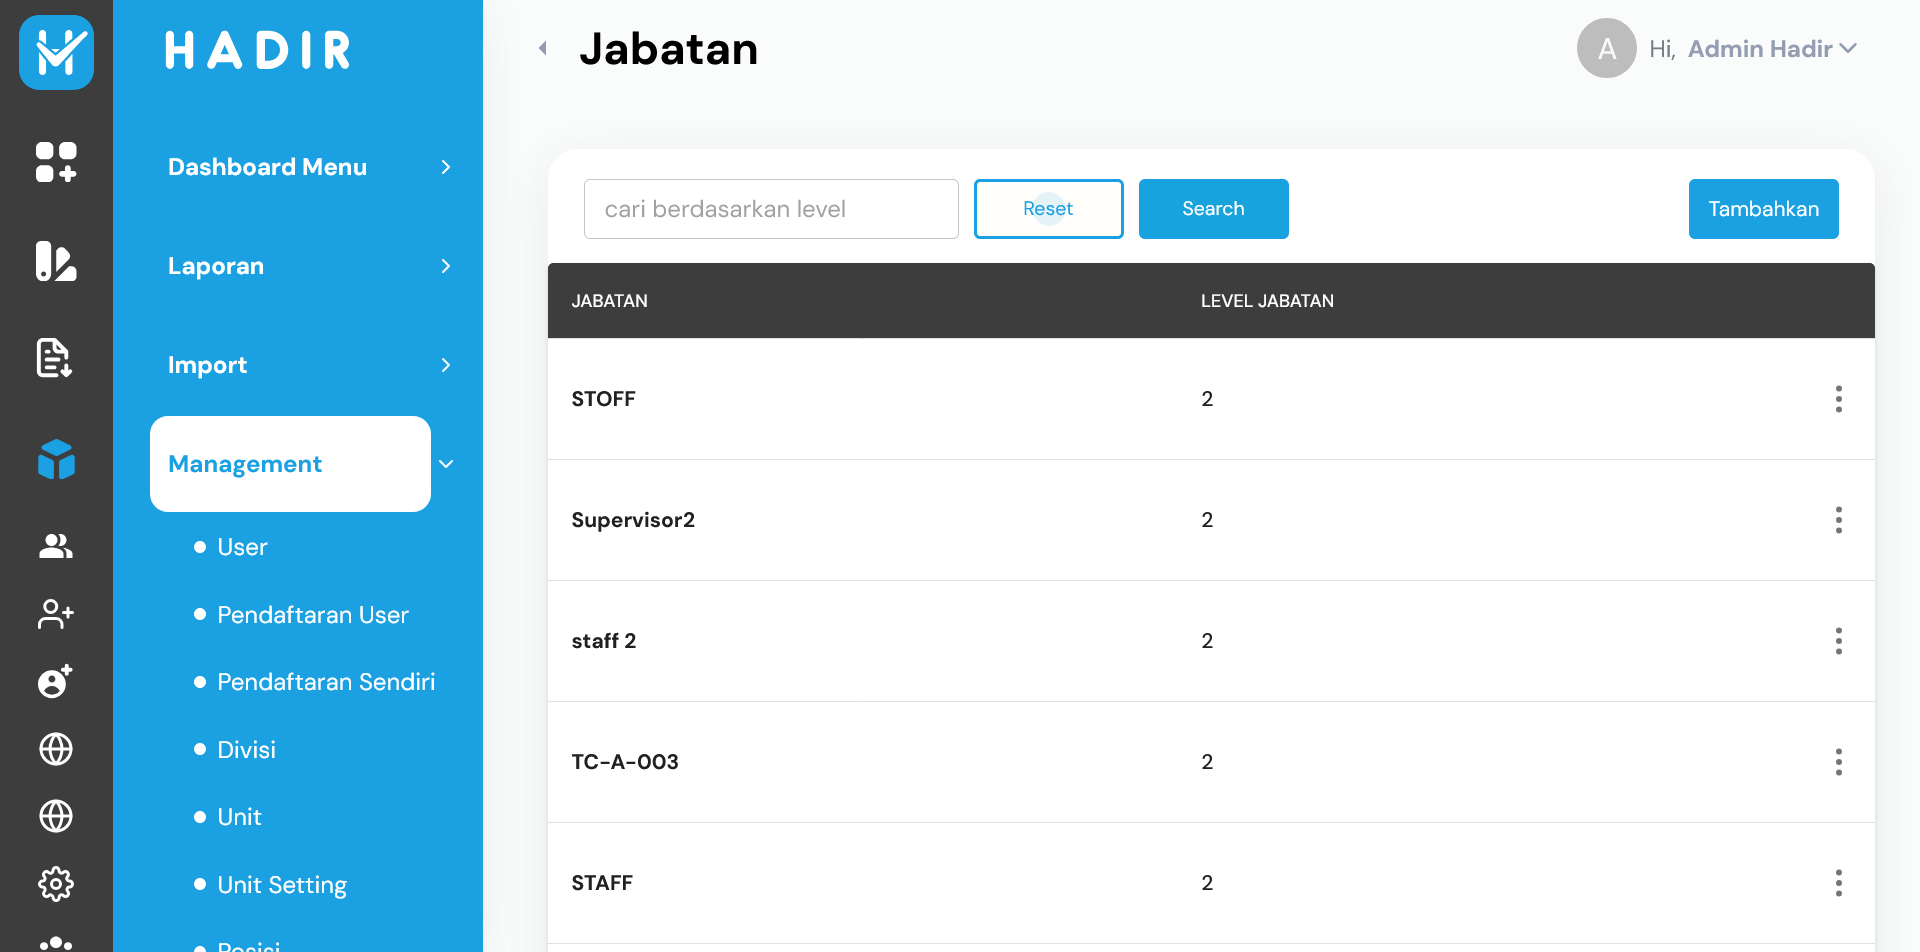 HADIR
Jabatan
A
Hi, Admin Hadir
Dashboard Menu
Laporan
Import
Management
User
Pendaftaran User
Pendaftaran Sendiri
Divisi
Unit
Unit Setting
Posisi
cari berdasarkan level
Reset
Search
Tambahkan
JABATAN LEVEL JABATAN
STOFF 2
Supervisor2 2
staff 2 2
TC-A-003 2
STAFF 2